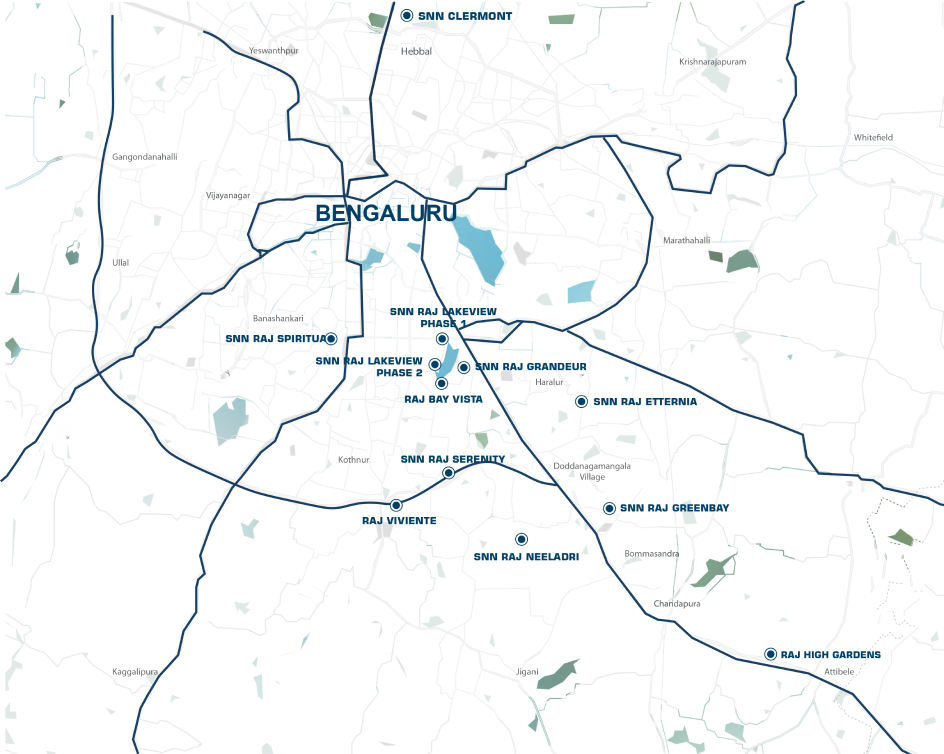 SNN CLERMONT
Yeswanthpur
Hebbal
Krishnarajapuram
Whitefield
Gangondanahalli
Vijayanagar
BENGALURU
Marathahalli
Ullal
SNN RAJ LAKEVIEW
PHASE 1
Banashankari
SNN RAJ SPIRITUA
SNN RAJ LAKEVIEW
PHASE 2
SNN RAJ GRANDEUR
Haralur
RAJ BAY VISTA
SNN RAJ ETTERNIA
Kothnur
SNN RAJ SERENITY
Doddanagamangala
Village
RAJ VIVIENTE
SNN RAJ GREENBAY
SNN RAJ NEELADRI
Bommasandra
Chandapura
RAJ HIGH GARDENS
Kaggalipura
Jigani
Attibele